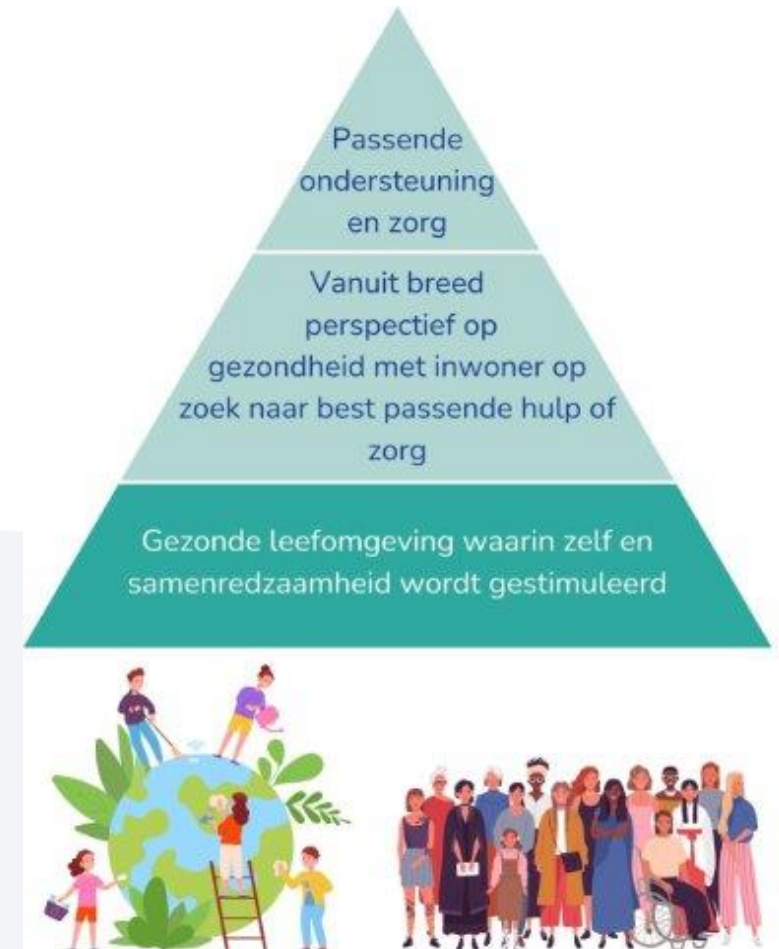 Passende
ondersteuning
en zorg
Vanuit breed
perspectief op
gezondheid met inwoner op
zoek naar best passende hulp of
zorg
Gezonde leefomgeving waarin zelf en
samenredzaamheid wordt gestimuleerd